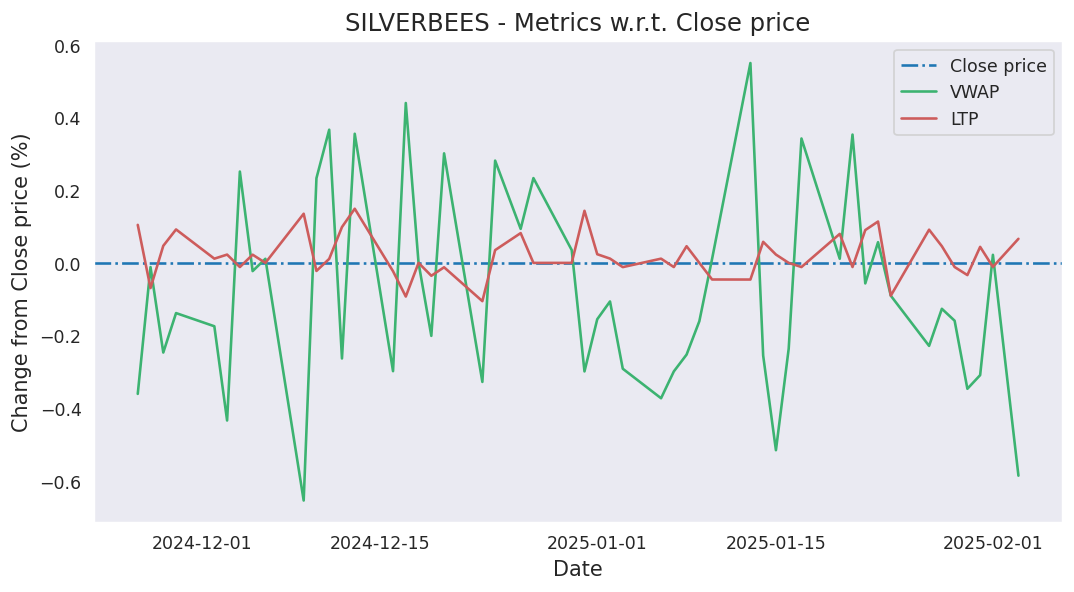 SILVERBEES - Metrics w.r.t. Close price
Change from Close price (%)
0.6
0.4
0.2
0.0
−0.2
−0.4
−0.6
Close price
VWAP
LTP
2024-12-01 2024-12-15 2025-01-01 2025-01-15 2025-02-01
Date